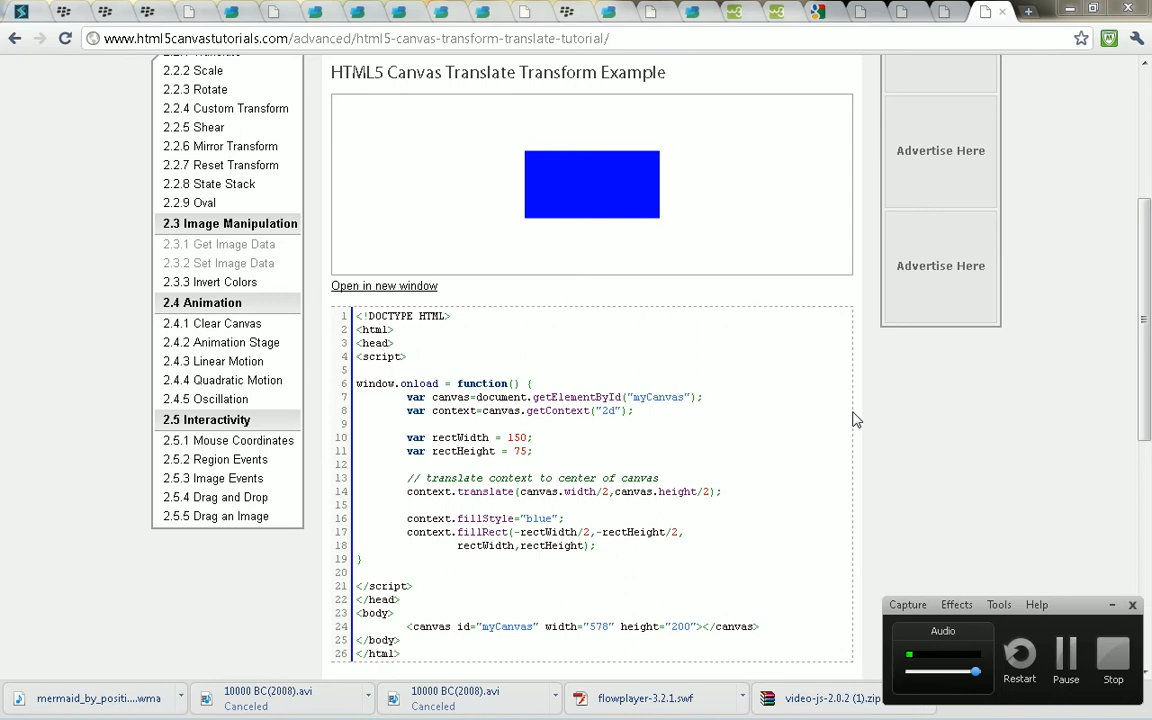 www.html5canvastutorials.com/advanced/html5-canvas-transform-translate-tutorial/
2.2.2 Scale
2.2.3 Rotate
2.2.4 Custom Transform
2.2.5 Shear
2.2.6 Mirror Transform
2.2.7 Reset Transform
2.2.8 State Stack
2.2.9 Oval
2.3 Image Manipulation
2.3.1 Get Image Data
2.3.2 Set Image Data
2.3.3 Invert Colors
2.4 Animation
2.4.1 Clear Canvas
2.4.2 Animation Stage
2.4.3 Linear Motion
2.4.4 Quadratic Motion
2.4.5 Oscillation
2.5 Interactivity
2.5.1 Mouse Coordinates
2.5.2 Region Events
2.5.3 Image Events
2.5.4 Drag and Drop
2.5.5 Drag an Image
HTML5 Canvas Translate Transform Example
Open in new window
1 <!DOCTYPE HTML>
2 <html>
3 <head>
4 <script>
5
6 window.onload = function() {
7 var canvas=document.getElementById("myCanvas");
8 var context=canvas.getContext("2d");
9
10 var rectWidth = 150;
11 var rectHeight = 75;
12
13 // translate context to center of canvas
14 context.translate(canvas.width/2,canvas.height/2);
15
16 context.fillStyle="blue";
17 context.fillRect(-rectWidth/2,-rectHeight/2,
18 rectWidth,rectHeight);
19 }
20
21 </script>
22 </head>
23 <body>
24 <canvas id="myCanvas" width="578" height="200"></canvas>
25 </body>
26 </html>
Advertise Here
Advertise Here
Capture Effects Tools Help
Audio
Restart Pause Stop
mermaid_by_positi....wma
10000 BC(2008).avi
Canceled
10000 BC(2008).avi
Canceled
flowplayer-3.2.1.swf
video-js-2.0.2 (1).zip